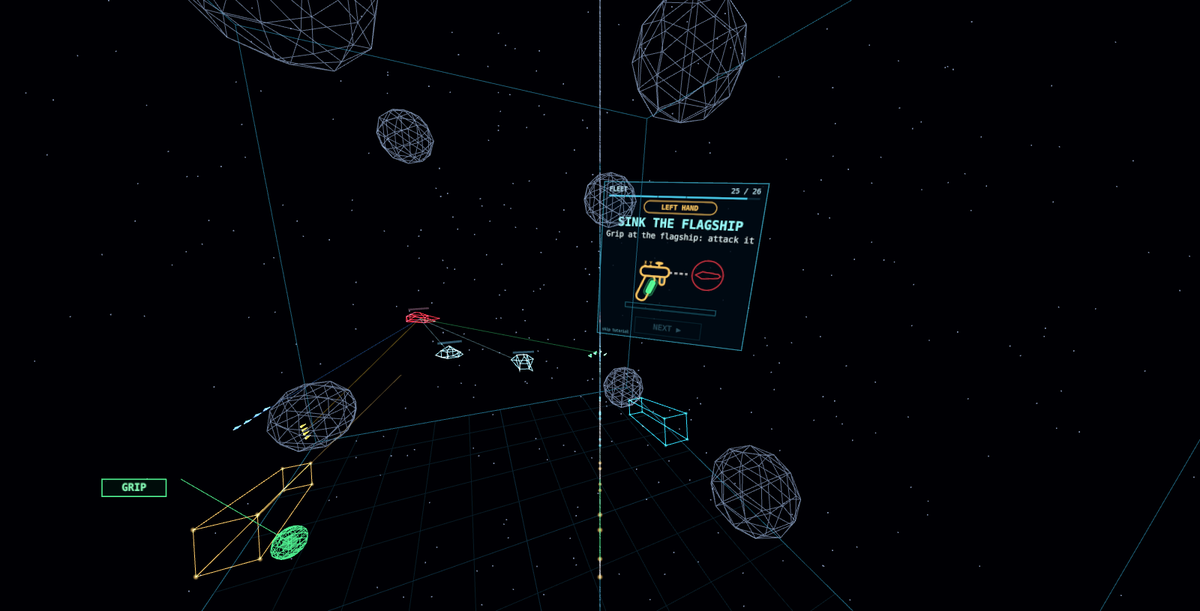 FLEET
25 / 26
LEFT HAND
SINK THE FLAGSHIP
Grip at the flagship: attack it
NEXT ▶
skip tutorial
GRIP